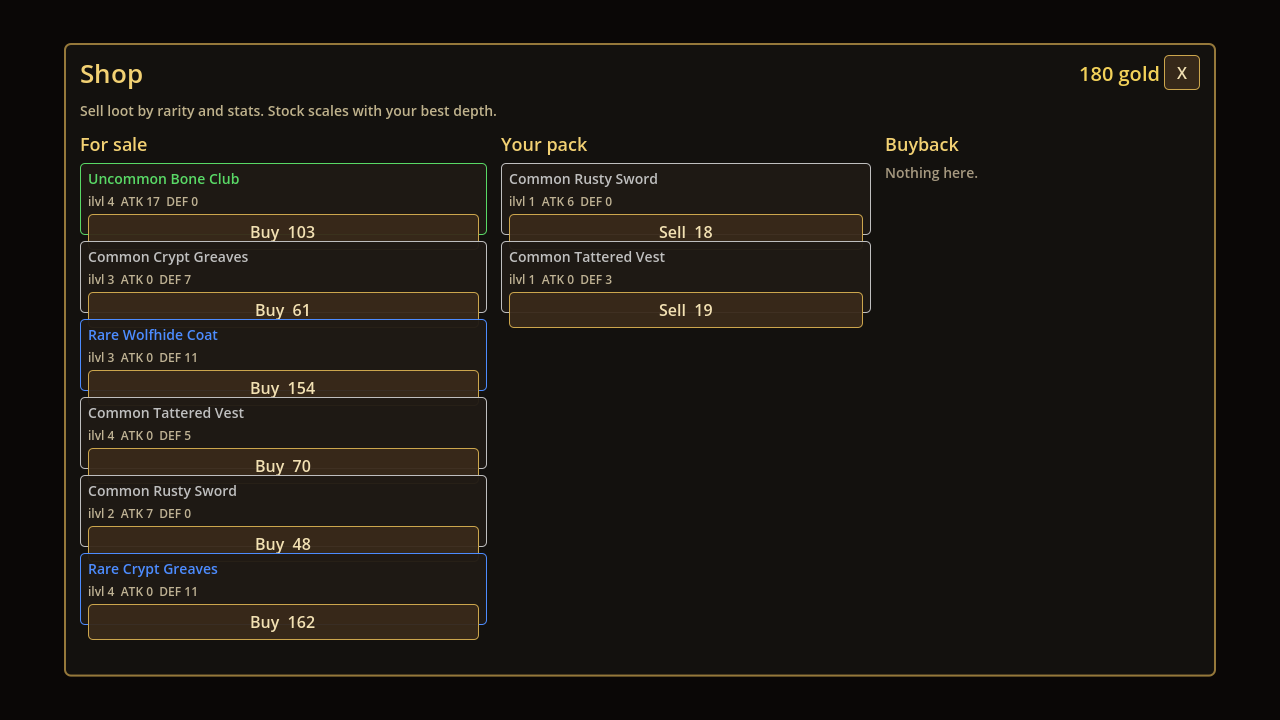 Shop
180 gold X
Sell loot by rarity and stats. Stock scales with your best depth.
For sale
Uncommon Bone Club
ilvl 4 ATK 17 DEF 0
Buy 103
Common Crypt Greaves
ilvl 3 ATK 0 DEF 7
Buy 61
Rare Wolfhide Coat
ilvl 3 ATK 0 DEF 11
Buy 154
Common Tattered Vest
ilvl 4 ATK 0 DEF 5
Buy 70
Common Rusty Sword
ilvl 2 ATK 7 DEF 0
Buy 48
Rare Crypt Greaves
ilvl 4 ATK 0 DEF 11
Buy 162
Your pack
Common Rusty Sword
ilvl 1 ATK 6 DEF 0
Sell 18
Common Tattered Vest
ilvl 1 ATK 0 DEF 3
Sell 19
Buyback
Nothing here.